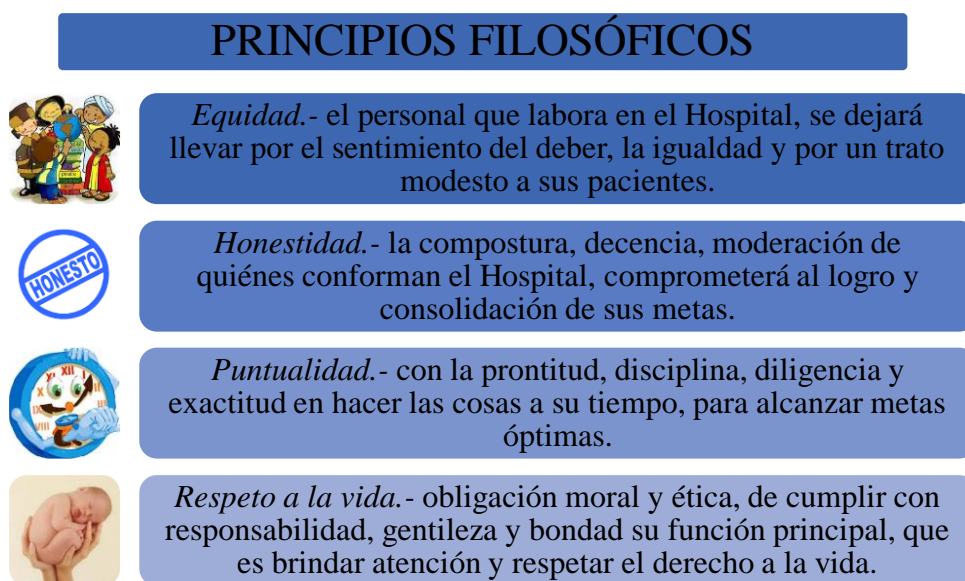 PRINCIPIOS FILOSÓFICOS
Equidad.- el personal que labora en el Hospital, se dejará
llevar por el sentimiento del deber, la igualdad y por un trato
modesto a sus pacientes.
HONESTO
Honestidad.- la compostura, decencia, moderación de
quiénes conforman el Hospital, comprometerá al logro y
consolidación de sus metas.
XII
XI
I
X
IX
VIII
Puntualidad.- con la prontitud, disciplina, diligencia y
exactitud en hacer las cosas a su tiempo, para alcanzar metas
óptimas.
Respeto a la vida.- obligación moral y ética, de cumplir con
responsabilidad, gentileza y bondad su función principal, que
es brindar atención y respetar el derecho a la vida.